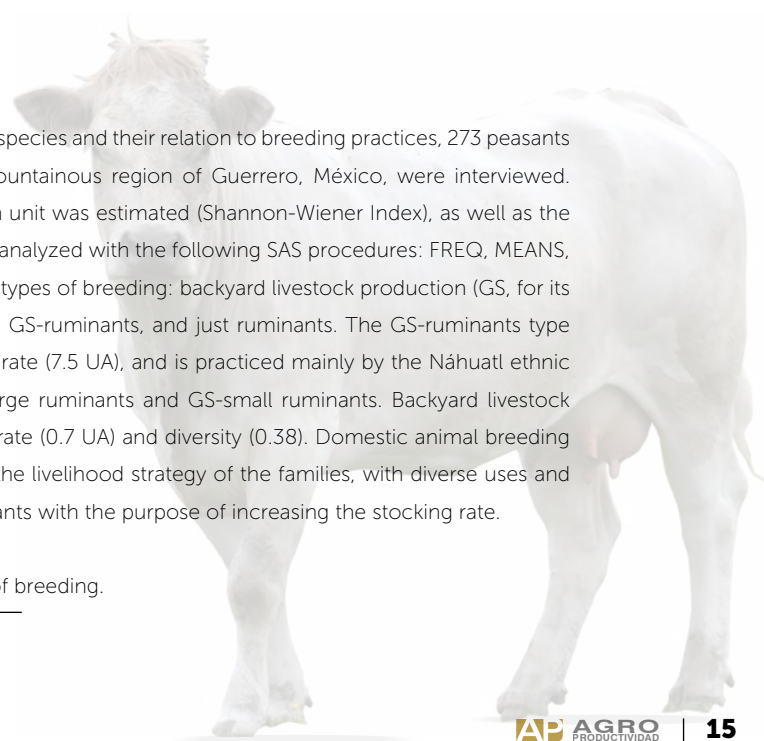 species and their relation to breeding practices, 273 peasants
ountainous region of Guerrero, México, were interviewed.
unit was estimated (Shannon-Wiener Index), as well as the
analyzed with the following SAS procedures: FREQ, MEANS,
types of breeding: backyard livestock production (GS, for its
GS-ruminants, and just ruminants. The GS-ruminants type
rate (7.5 UA), and is practiced mainly by the Náhuatl ethnic
rge ruminants and GS-small ruminants. Backyard livestock
rate (0.7 UA) and diversity (0.38). Domestic animal breeding
the livelihood strategy of the families, with diverse uses and
ants with the purpose of increasing the stocking rate.
of breeding.
AP AGRO PRODUCTIVIDAD | 15